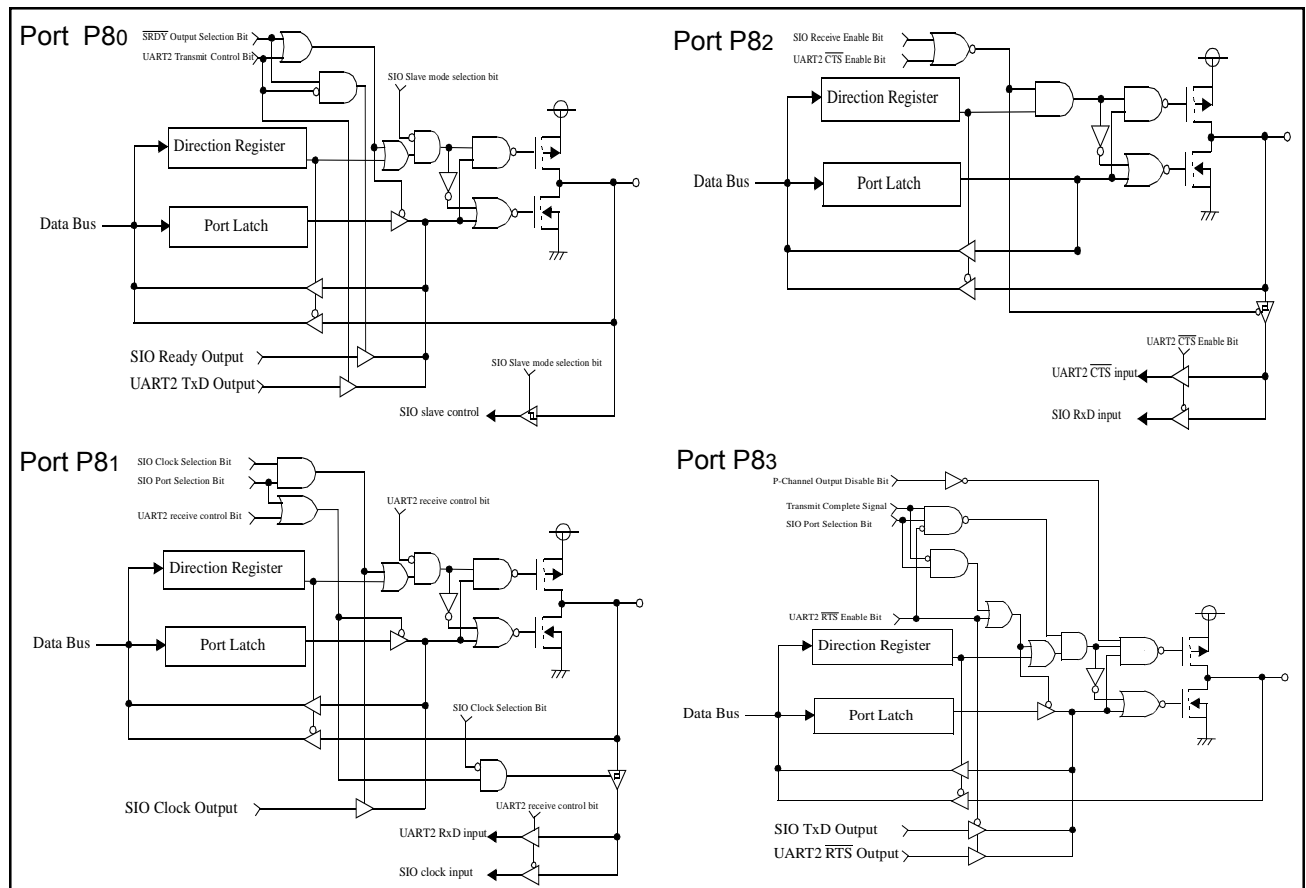 Port P80
SRDY Output Selection Bit
UART2 Transmit Control Bit
SIO Slave mode selection bit
Direction Register
Data Bus
Port Latch
SIO Ready Output
UART2 TxD Output
SIO Slave mode selection bit
SIO slave control
Port P82
SIO Receive Enable Bit
UART2 CTS Enable Bit
Direction Register
Data Bus
Port Latch
UART2 CTS Enable Bit
UART2 CTS input
SIO RxD input
Port P81
SIO Clock Selection Bit
SIO Port Selection Bit
UART2 receive control Bit
UART2 receive control bit
Direction Register
Data Bus
Port Latch
SIO Clock Selection Bit
SIO Clock Output
UART2 receive control bit
UART2 RxD input
SIO clock input
Port P83
P-Channel Output Disable Bit
Transmit Complete Signal
SIO Port Selection Bit
UART2 RTS Enable Bit
Direction Register
Data Bus
Port Latch
SIO TxD Output
UART2 RTS Output